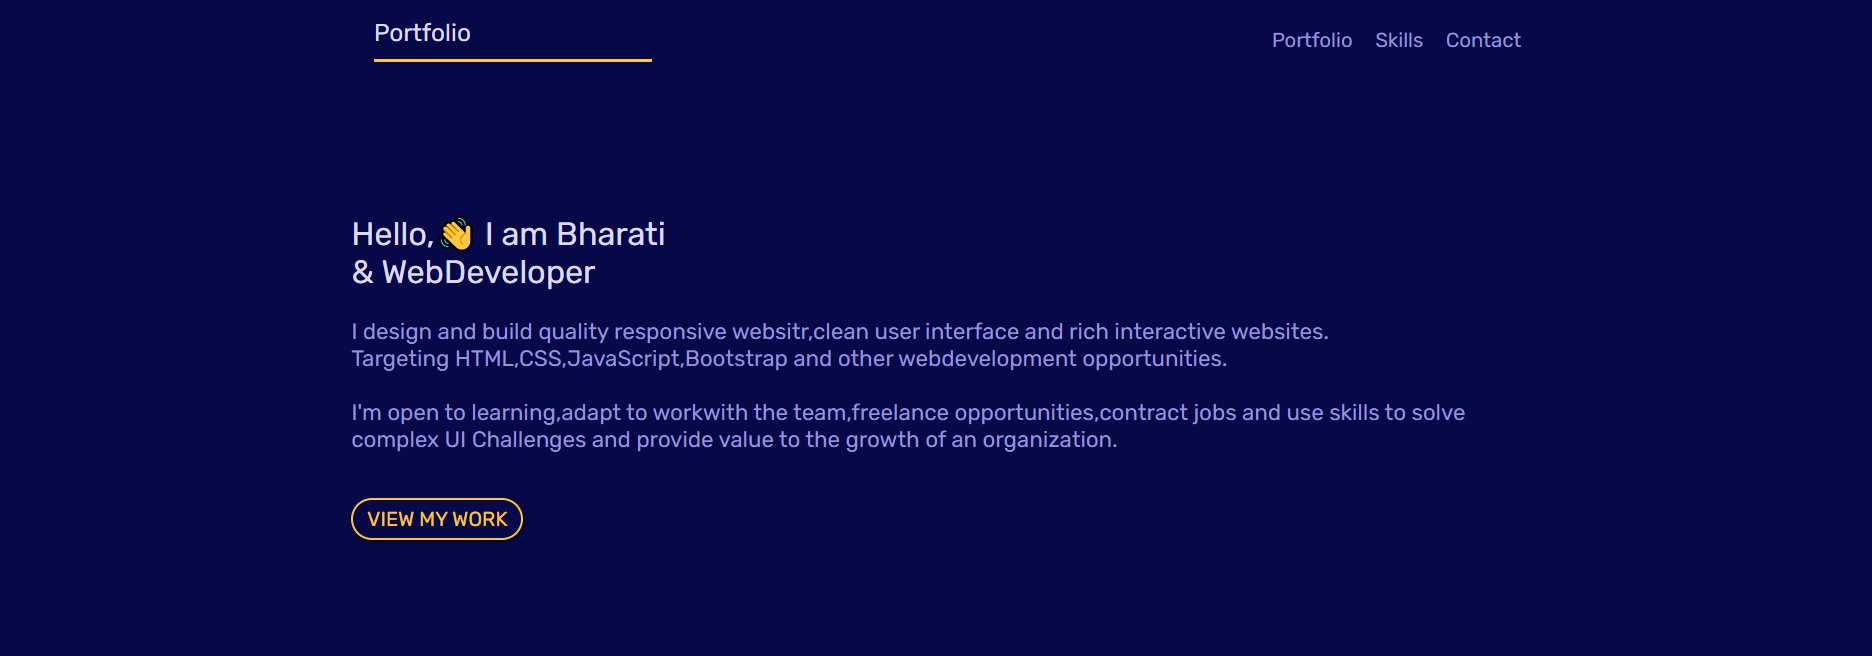 Portfolio
Portfolio Skills Contact
Hello,👋 I am Bharati
& WebDeveloper
I design and build quality responsive websitr,clean user interface and rich interactive websites.
Targeting HTML,CSS,JavaScript,Bootstrap and other webdevelopment opportunities.
I'm open to learning,adapt to workwith the team,freelance opportunities,contract jobs and use skills to solve
complex UI Challenges and provide value to the growth of an organization.
VIEW MY WORK